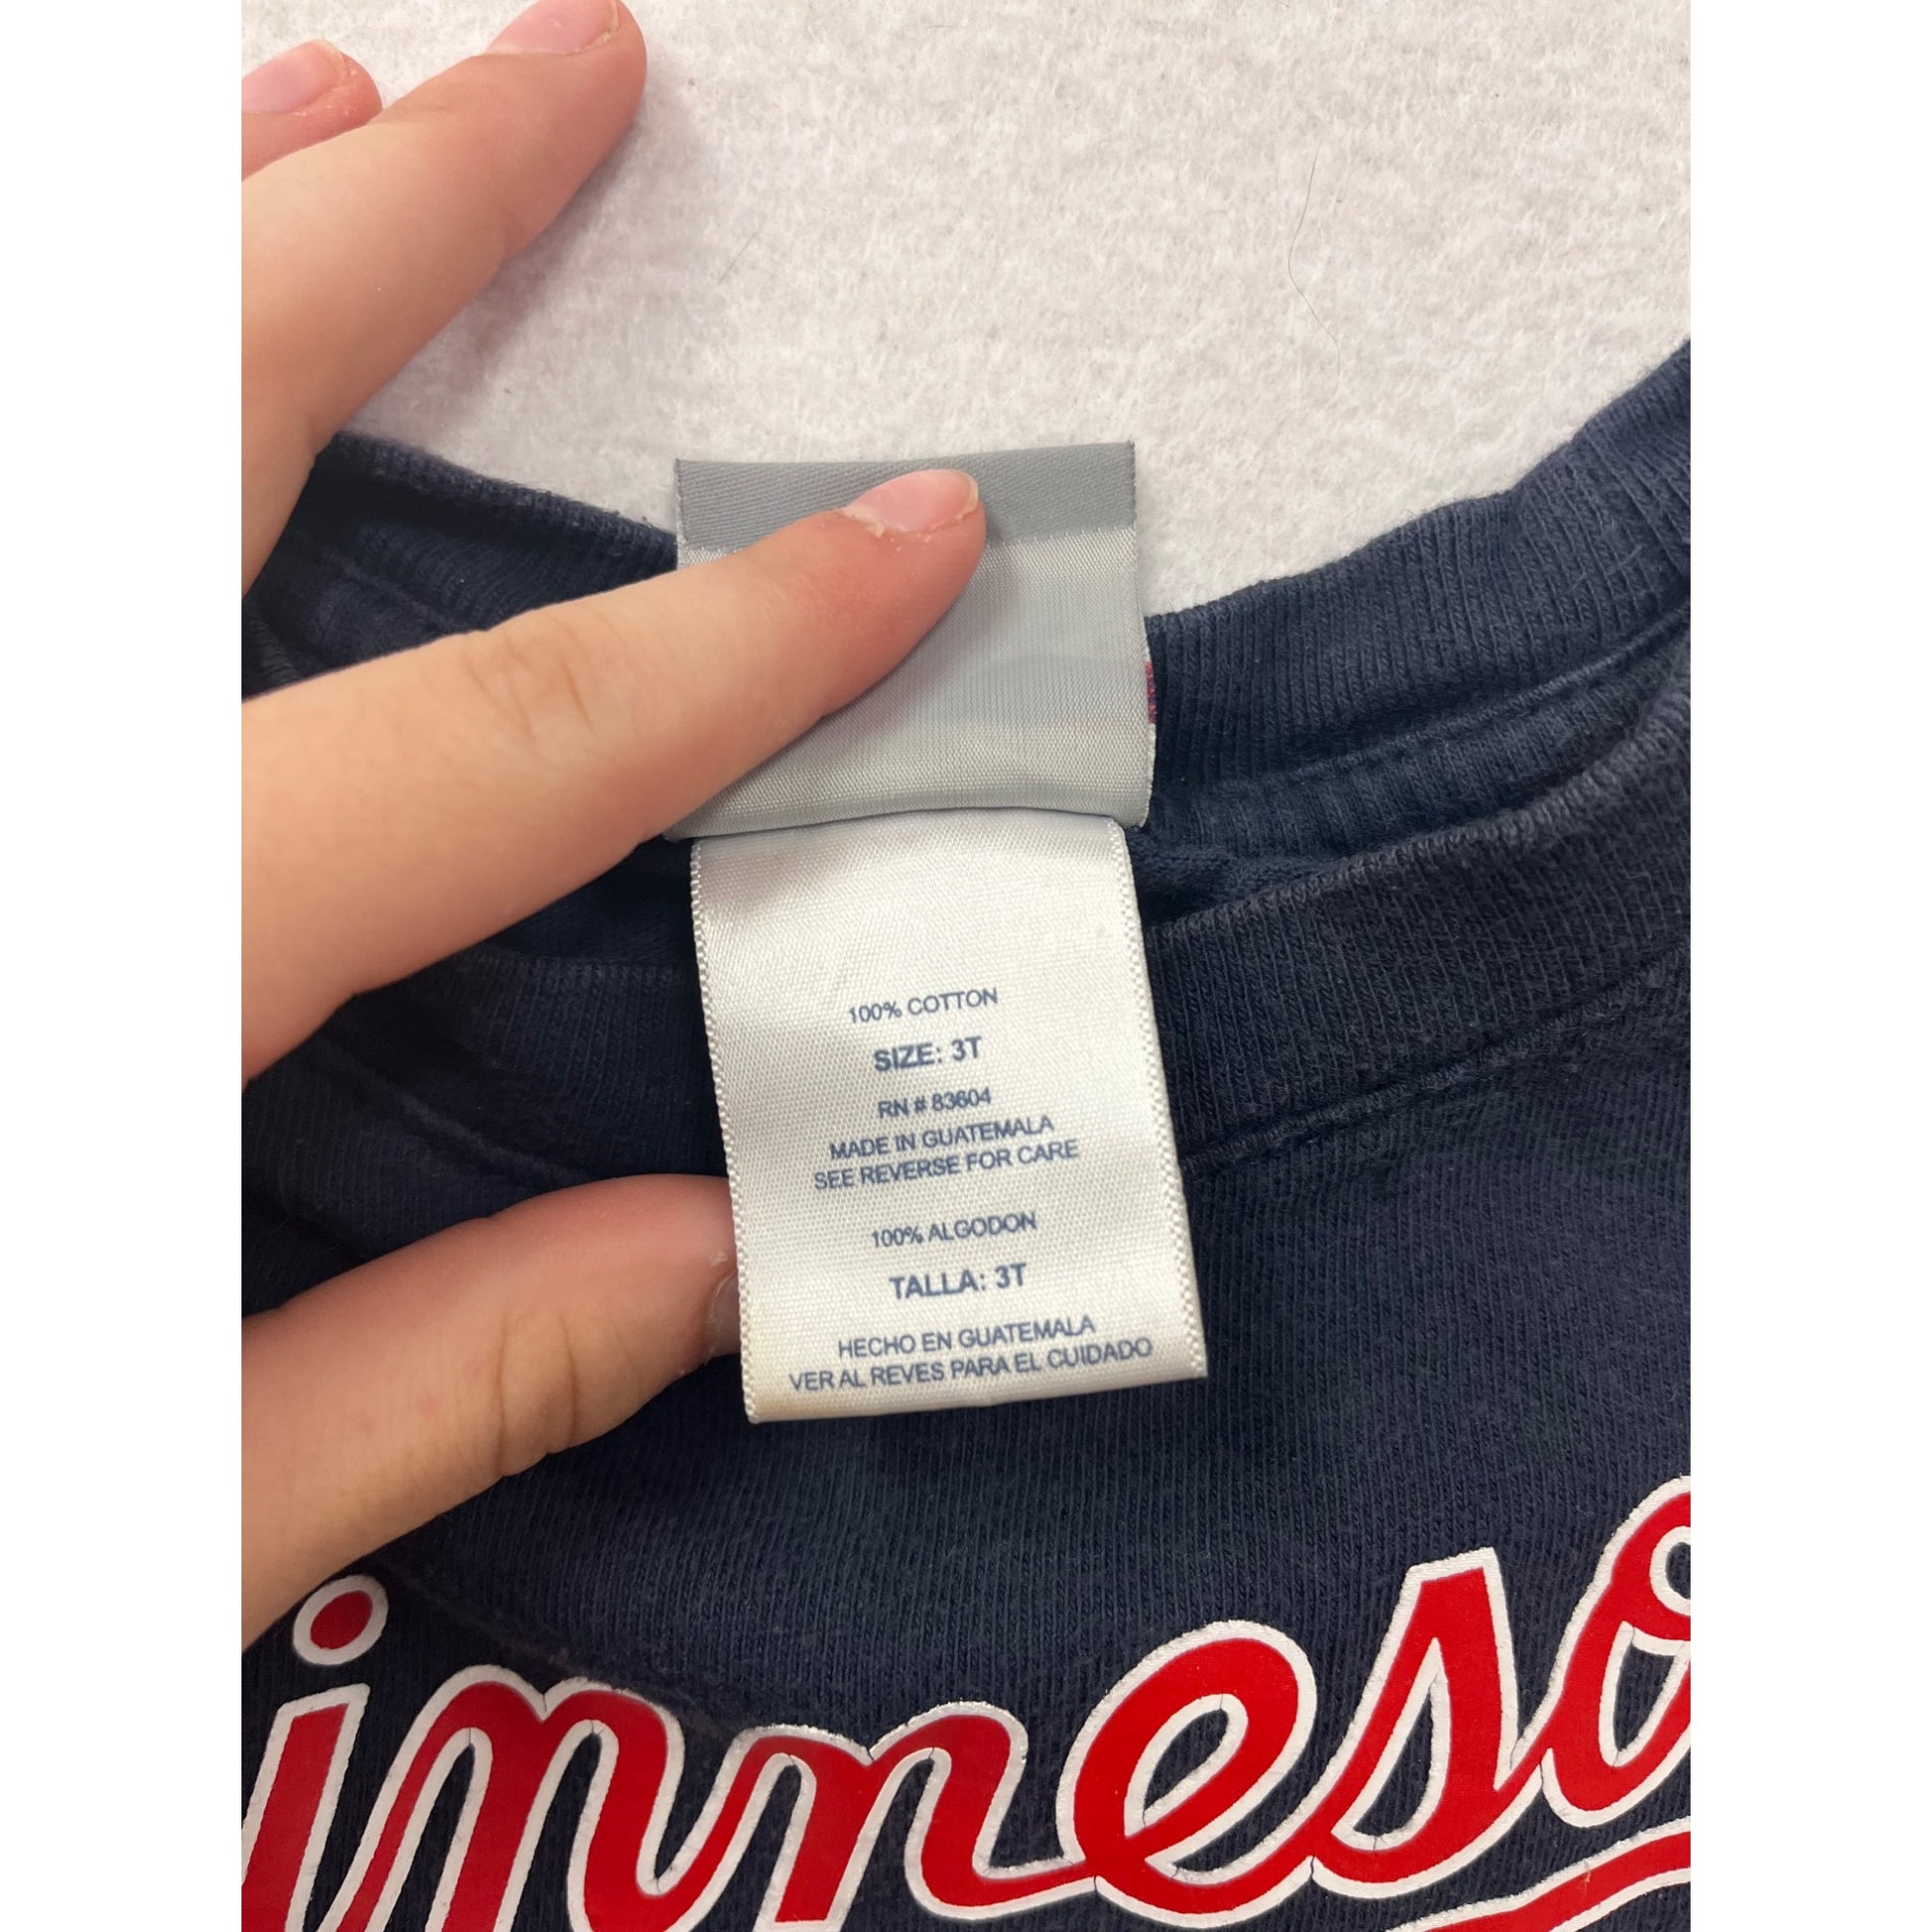 100% COTTON
SIZE: 3T
RN # 83604
MADE IN GUATEMALA
SEE REVERSE FOR CARE
100% ALGODON
TALLA: 3T
HECHO EN GUATEMALA
VER AL REVES PARA EL CUIDADO
inneso